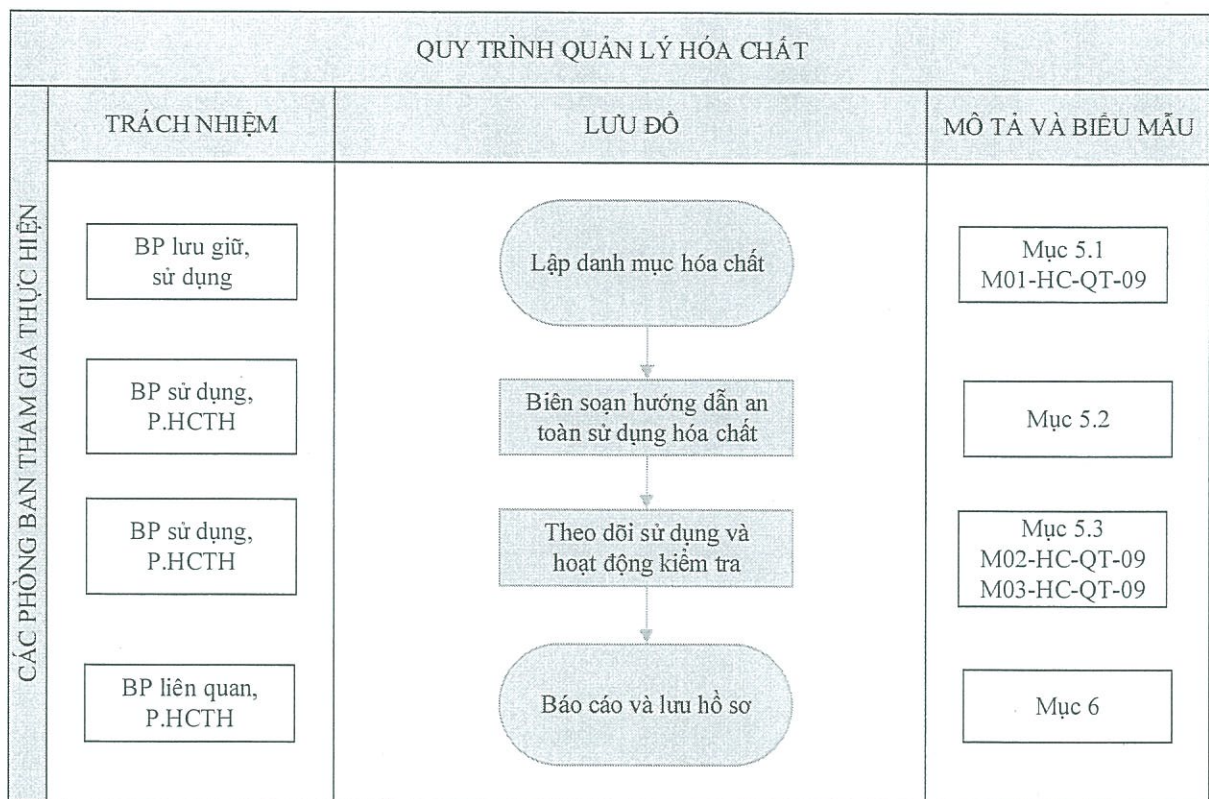 QUY TRÌNH QUẢN LÝ HÓA CHẤT
CÁC PHÒNG BAN THAM GIA THỰC HIỆN
TRÁCH NHIỆM
LƯU ĐỒ
MÔ TẢ VÀ BIỂU MẪU
BP lưu giữ,
sử dụng
Lập danh mục hóa chất
Mục 5.1
M01-HC-QT-09
BP sử dụng,
P.HCTH
Biên soạn hướng dẫn an
toàn sử dụng hóa chất
Mục 5.2
BP sử dụng,
P.HCTH
Theo dõi sử dụng và
hoạt động kiểm tra
Mục 5.3
M02-HC-QT-09
M03-HC-QT-09
BP liên quan,
P.HCTH
Báo cáo và lưu hồ sơ
Mục 6